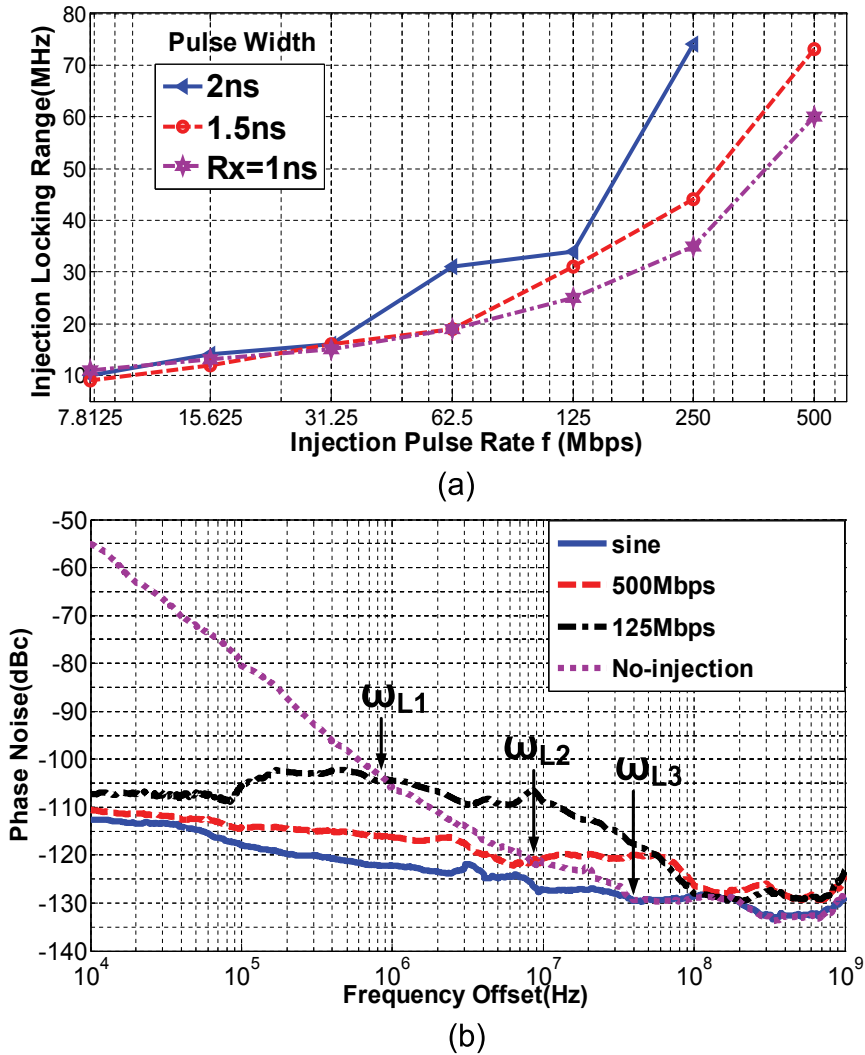 80
70
60
50
40
30
20
10
Injection Locking Range(MHz)
Pulse Width
2ns
1.5ns
Rx=1ns
7.8125 15.625 31.25 62.5 125 250 500
Injection Pulse Rate f (Mbps)
(a)
-50
-60
-70
-80
-90
-100
-110
-120
-130
-140
Phase Noise(dBc)
sine
500Mbps
125Mbps
No-injection
ωL1
ωL2
ωL3
10^4 10^5 10^6 10^7 10^8 10^9
Frequency Offset(Hz)
(b)